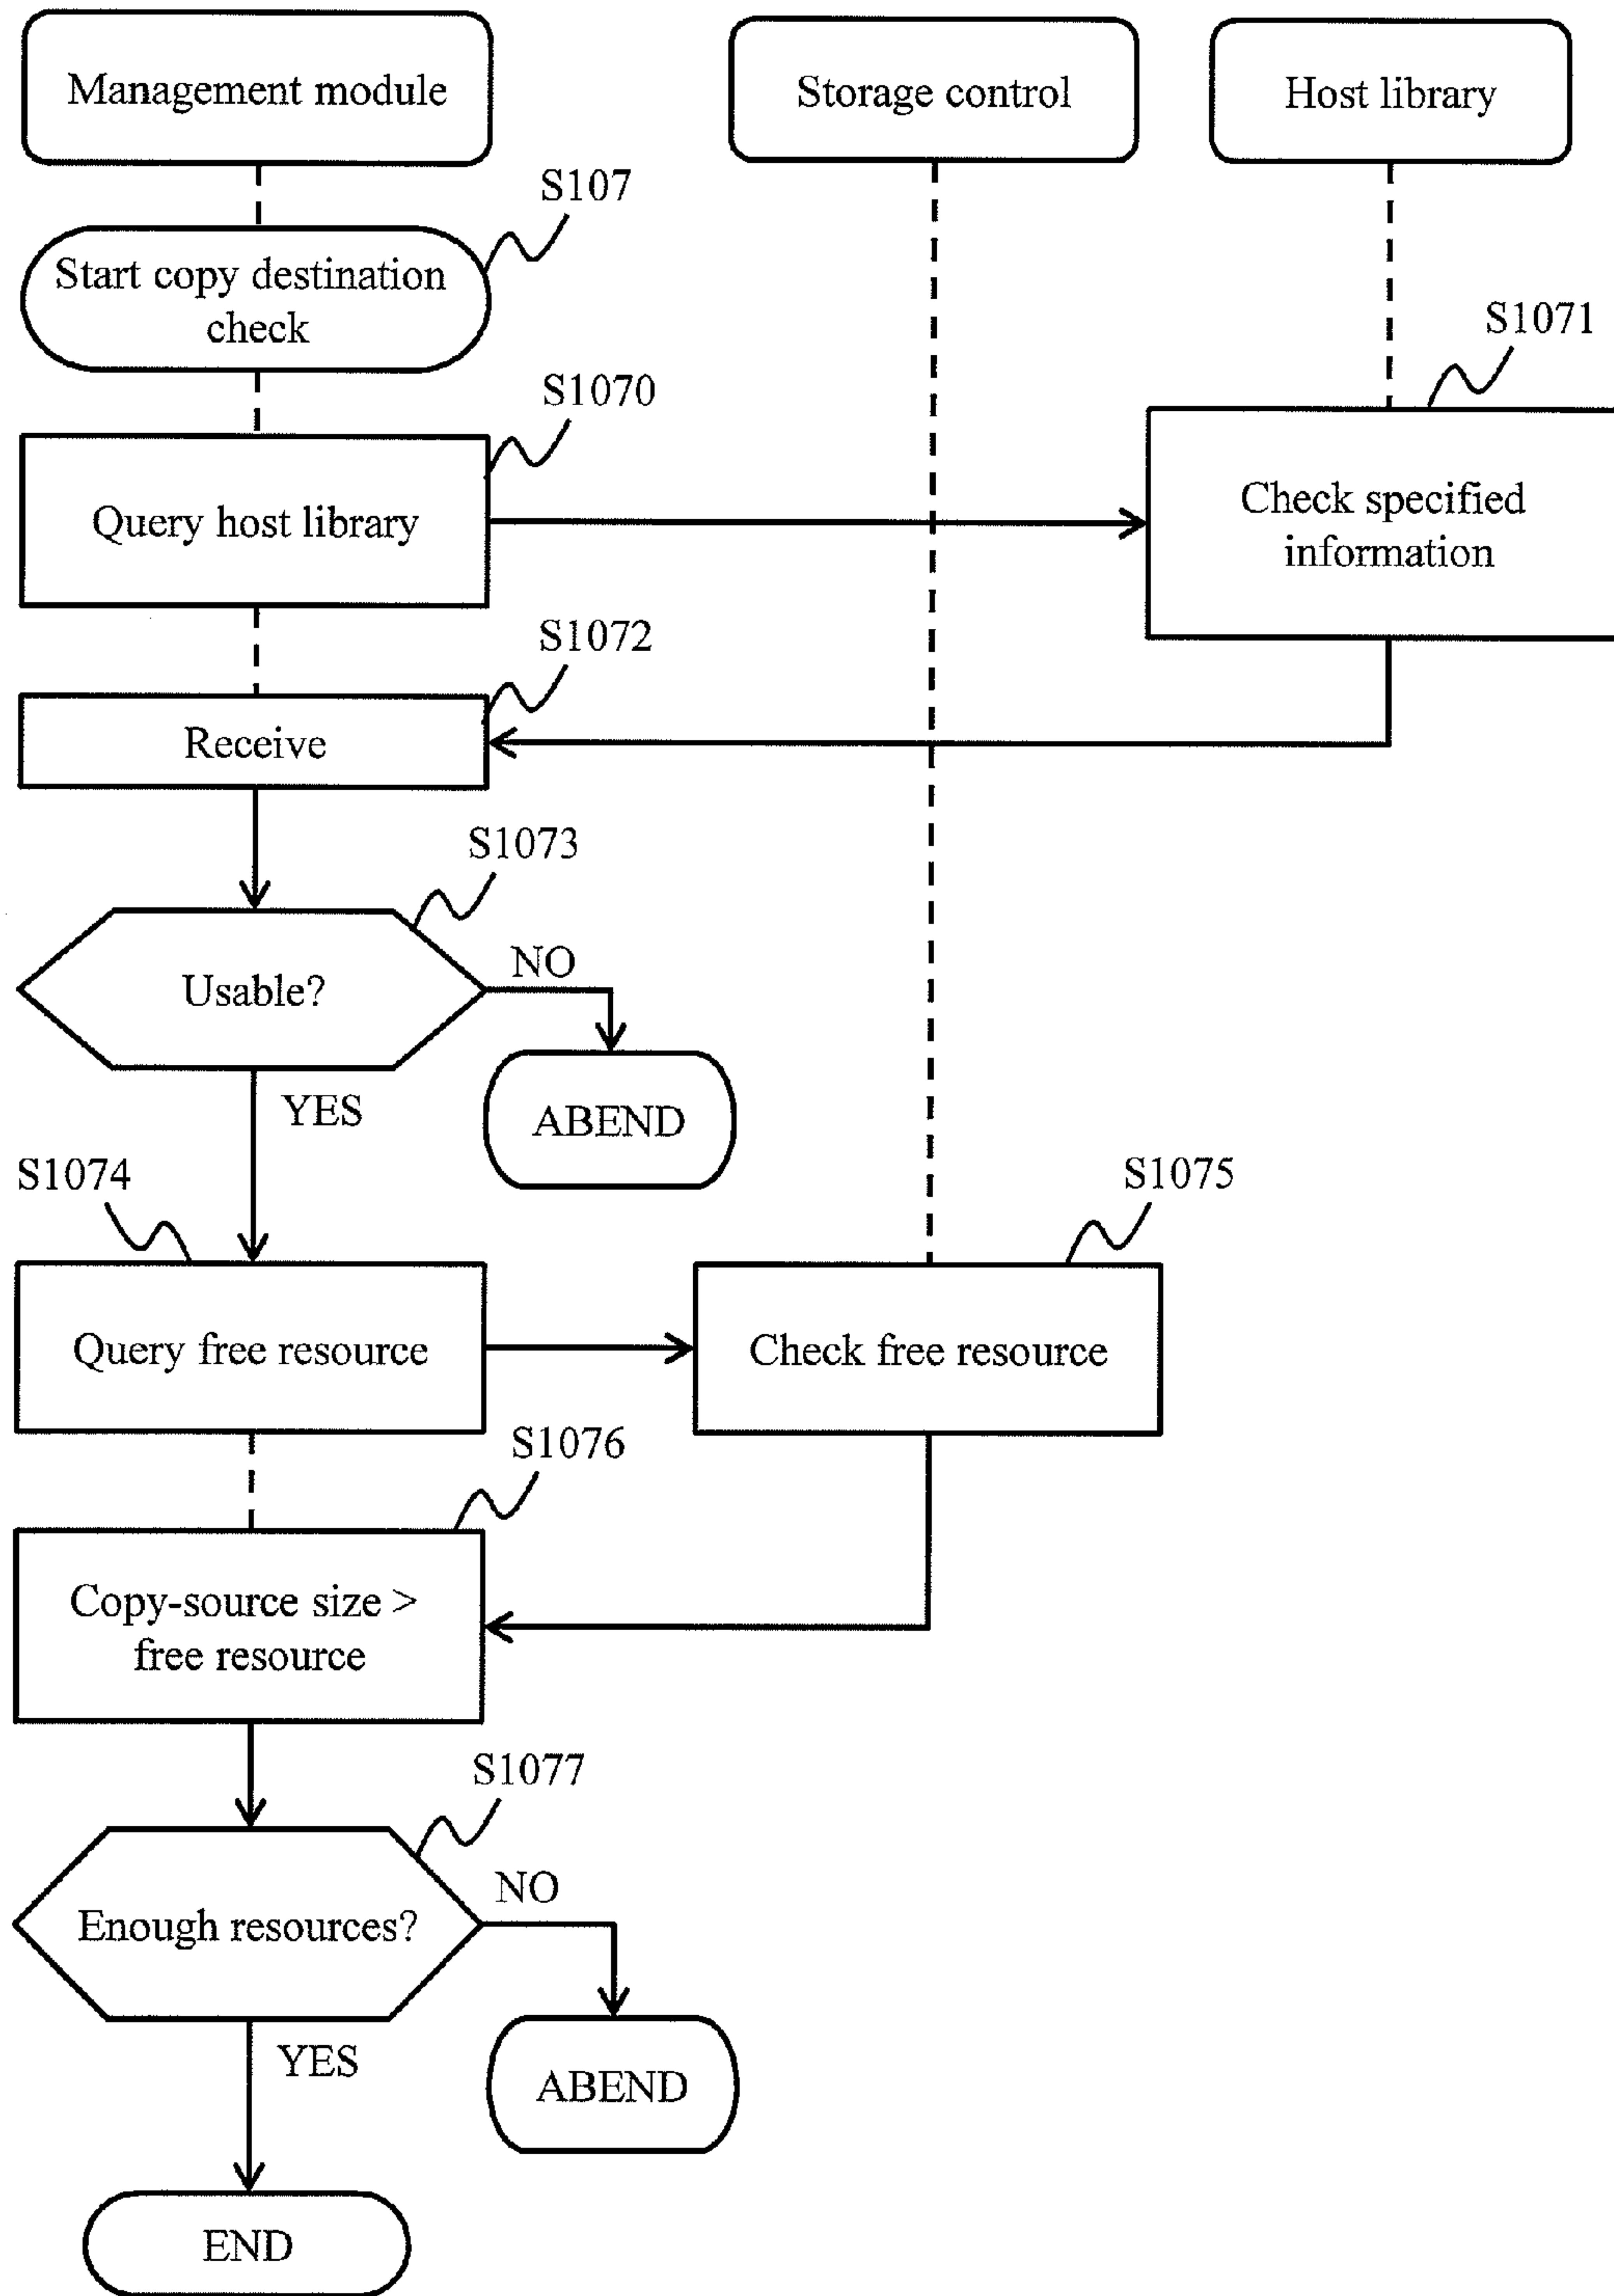 Management module
Storage control
Host library
S107
Start copy destination
check
S1071
S1070
Query host library
Check specified
information
S1072
Receive
S1073
Usable?
NO
YES
ABEND
S1074
S1075
Query free resource
Check free resource
S1076
Copy-source size >
free resource
S1077
Enough resources?
NO
YES
ABEND
END